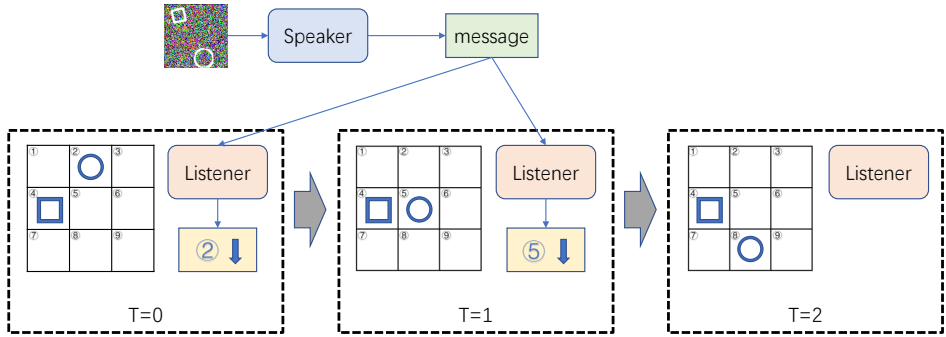 Speaker
message
① ② ③
④ ⑤ ⑥
⑦ ⑧ ⑨
Listener
② ↓
T=0
① ② ③
④ ⑤ ⑥
⑦ ⑧ ⑨
Listener
⑤ ↓
T=1
① ② ③
④ ⑤ ⑥
⑦ ⑧ ⑨
Listener
T=2